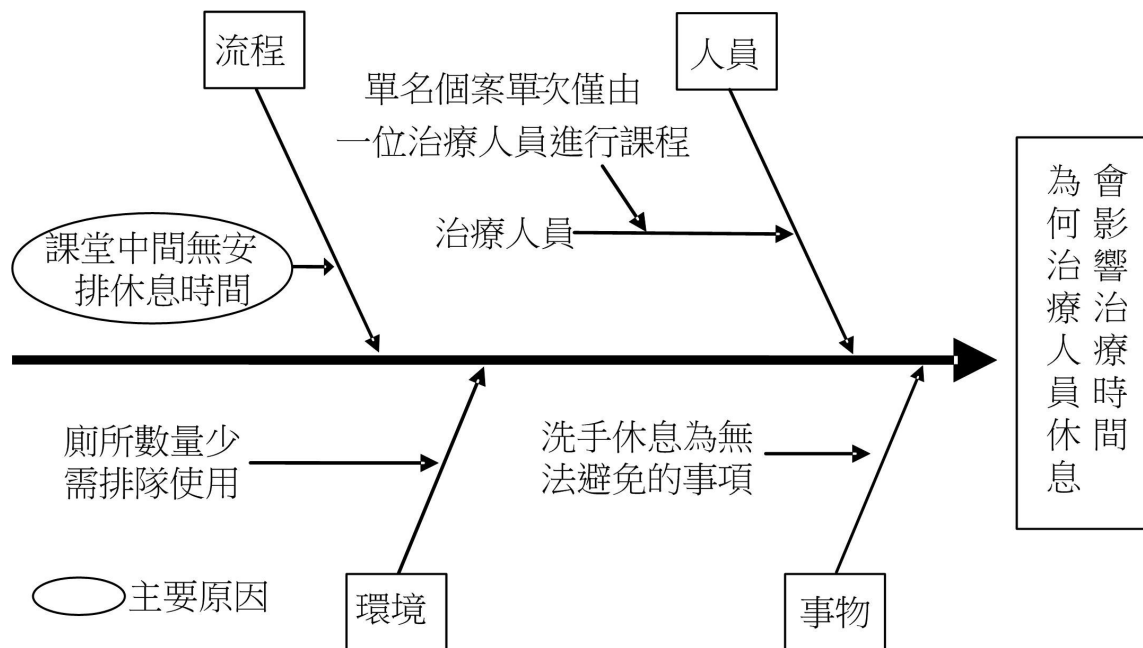 流程
人員
單名個案單次僅由
一位治療人員進行課程
治療人員
課堂中間無安
排休息時間
為何治療人員休息
會影響治療時間
廁所數量少
需排隊使用
洗手休息為無
法避免的事項
主要原因
環境
事物